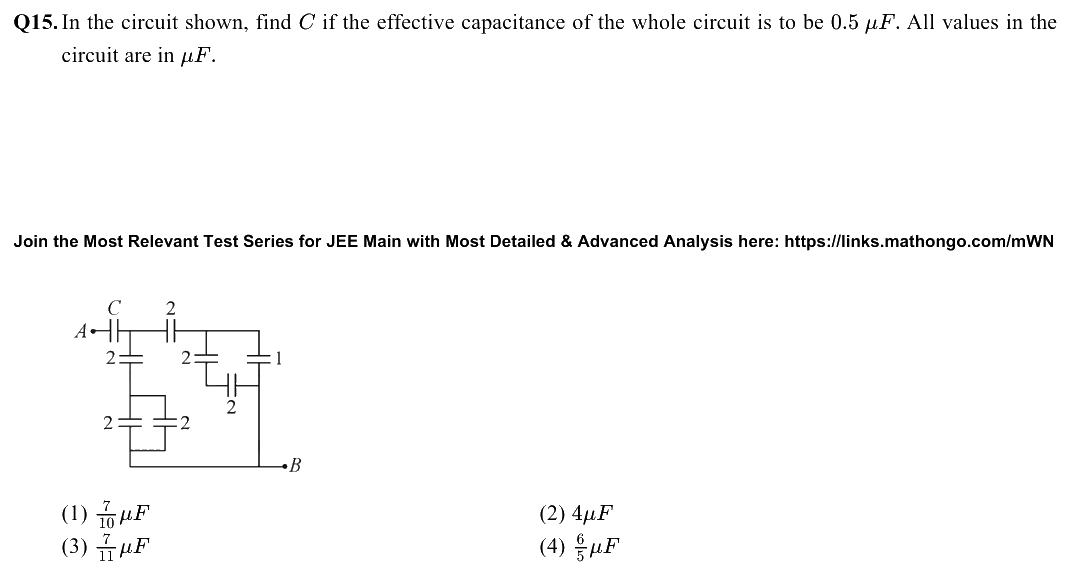 Q15. In the circuit shown, find C if the effective capacitance of the whole circuit is to be 0.5 μF. All values in the
circuit are in μF.
Join the Most Relevant Test Series for JEE Main with Most Detailed & Advanced Analysis here: https://links.mathongo.com/mWN
C 2
A
2 2 1
2
2 2
B
(1) 7/10 μF (2) 4μF
(3) 7/11 μF (4) 6/5 μF